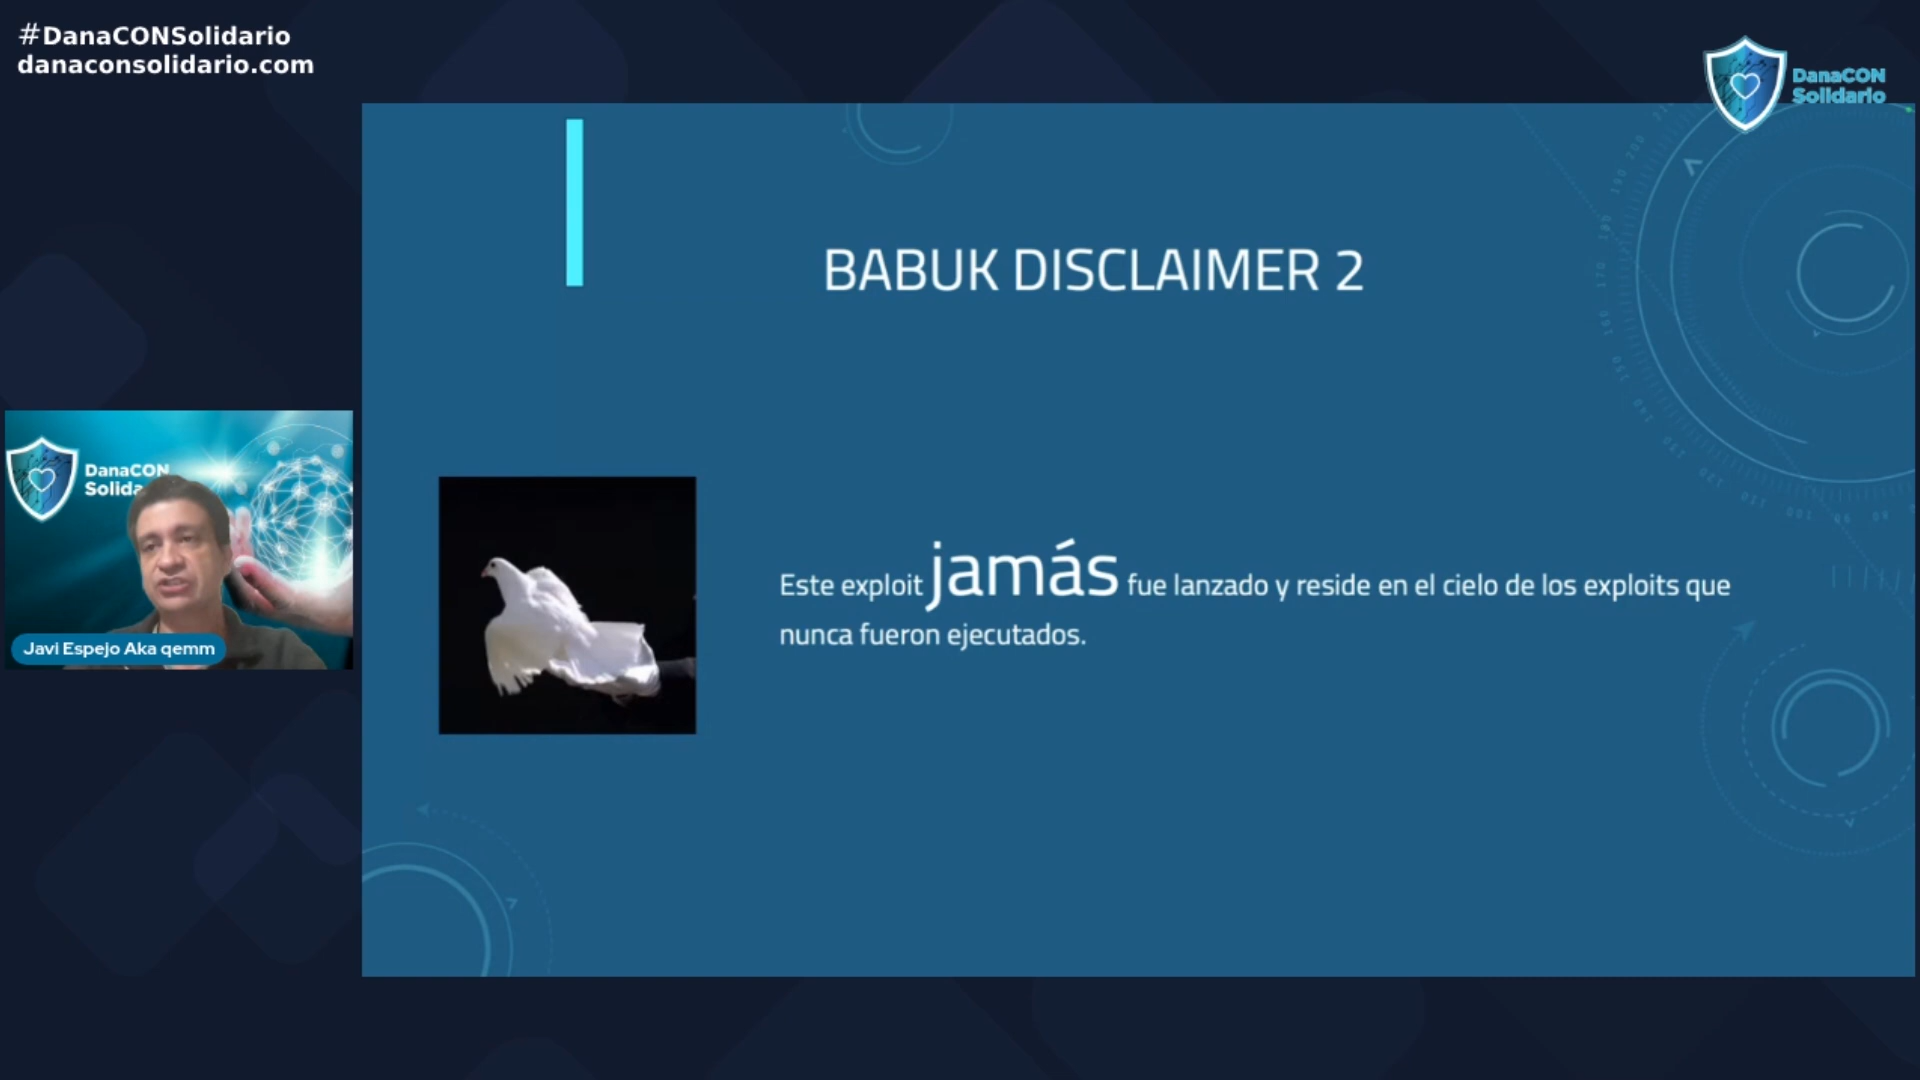 #DanaCONSolidario
danaconsolidario.com
DanaCON
Solidario
BABUK DISCLAIMER 2
Este exploit jamás fue lanzado y reside en el cielo de los exploits que
nunca fueron ejecutados.
DanaCON
Solida
Javi Espejo Aka qemm